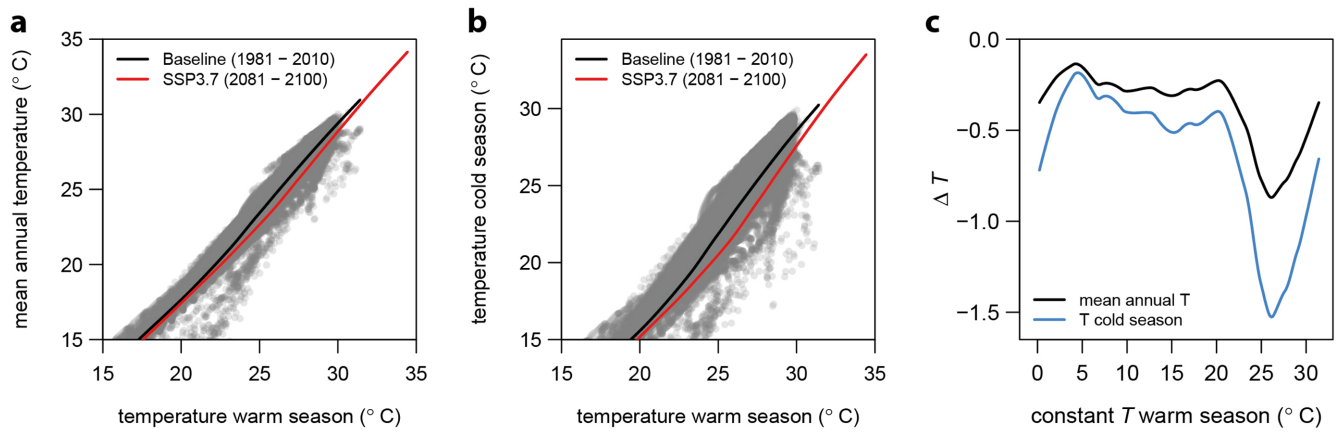 a
mean annual temperature (° C)
35
30
25
20
15
Baseline (1981 − 2010)
SSP3.7 (2081 − 2100)
15 20 25 30 35
temperature warm season (° C)
b
temperature cold season (° C)
30
25
20
15
Baseline (1981 − 2010)
SSP3.7 (2081 − 2100)
15 20 25 30 35
temperature warm season (° C)
c
Δ T
0.0
−0.5
−1.0
−1.5
mean annual T
T cold season
0 5 10 15 20 25 30
constant T warm season (° C)